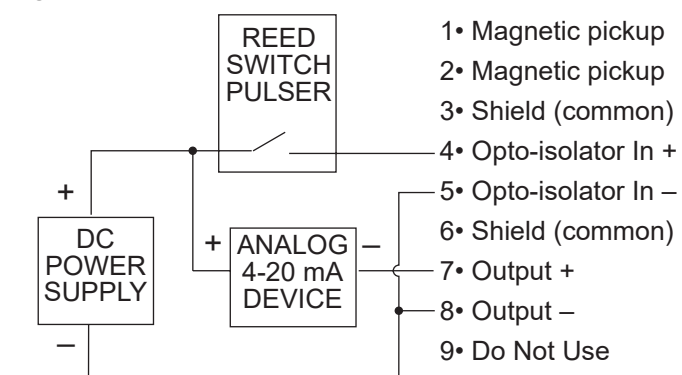 REED
SWITCH
PULSER
+
DC
POWER
SUPPLY
–
+
ANALOG
4-20 mA
DEVICE
–
1• Magnetic pickup
2• Magnetic pickup
3• Shield (common)
4• Opto-isolator In +
5• Opto-isolator In –
6• Shield (common)
7• Output +
8• Output –
9• Do Not Use